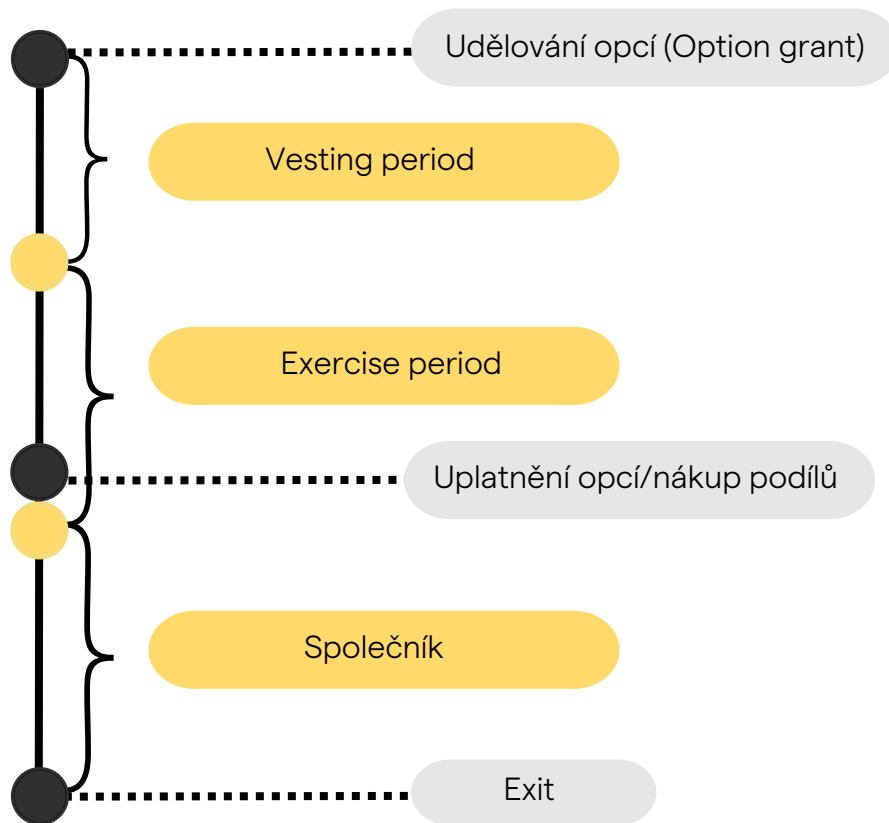 Udělování opcí (Option grant)
Vesting period
Exercise period
Uplatnění opcí/nákup podílů
Společník
Exit